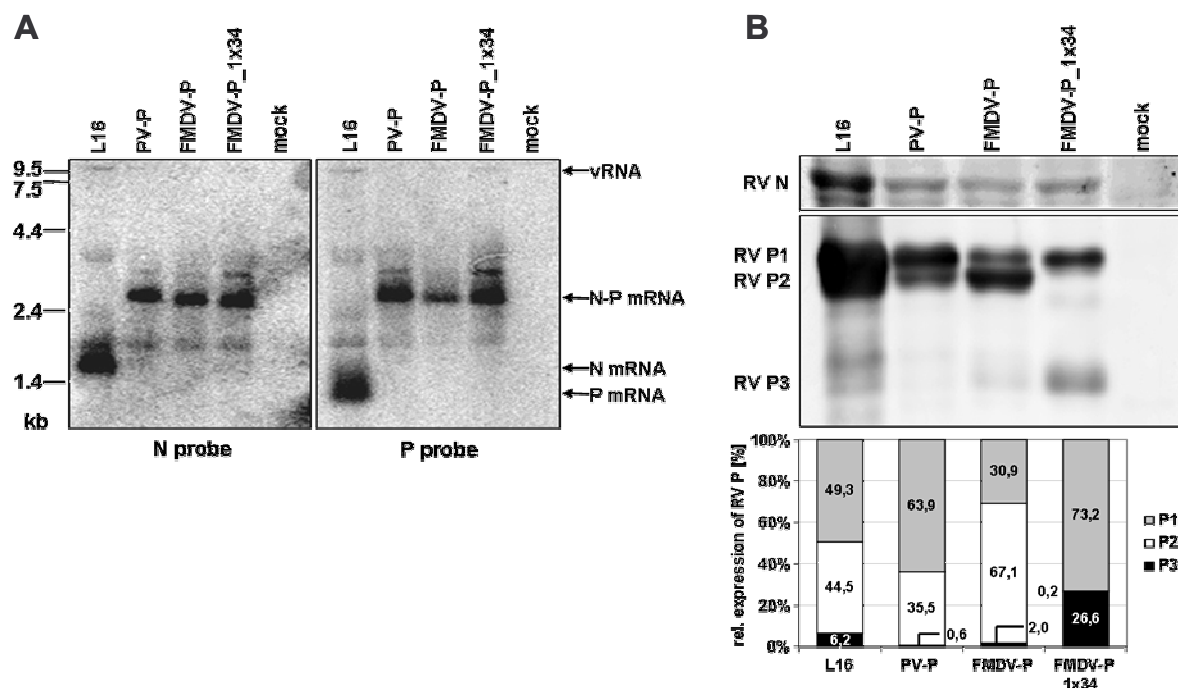 A
L16
PV-P
FMDV-P
FMDV-P_1x34
mock
L16
PV-P
FMDV-P
FMDV-P_1x34
mock
9.5
7.5
4.4
2.4
1.4
kb
vRNA
N-P mRNA
N mRNA
P mRNA
N probe
P probe
B
L16
PV-P
FMDV-P
FMDV-P_1x34
mock
RV N
RV P1
RV P2
RV P3
rel. expression of RV P [%]
100%
80%
60%
40%
20%
0%
49,3
44,5
6,2
63,9
35,5
0,6
30,9
67,1
2,0
73,2
0,2
26,6
P1
P2
P3
L16
PV-P
FMDV-P
FMDV-P
1x34